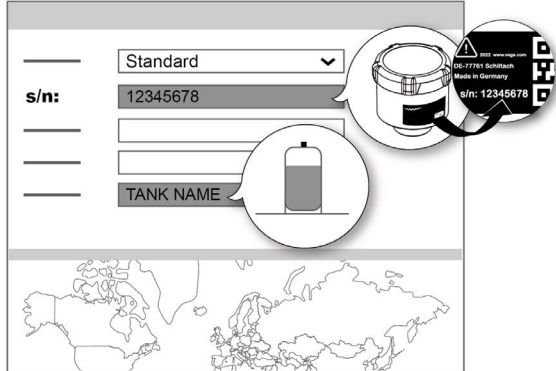 Standard
s/n:
12345678
TANK NAME
2022 www.vega.com
DE-77761 Schiltach
Made in Germany
s/n: 12345678